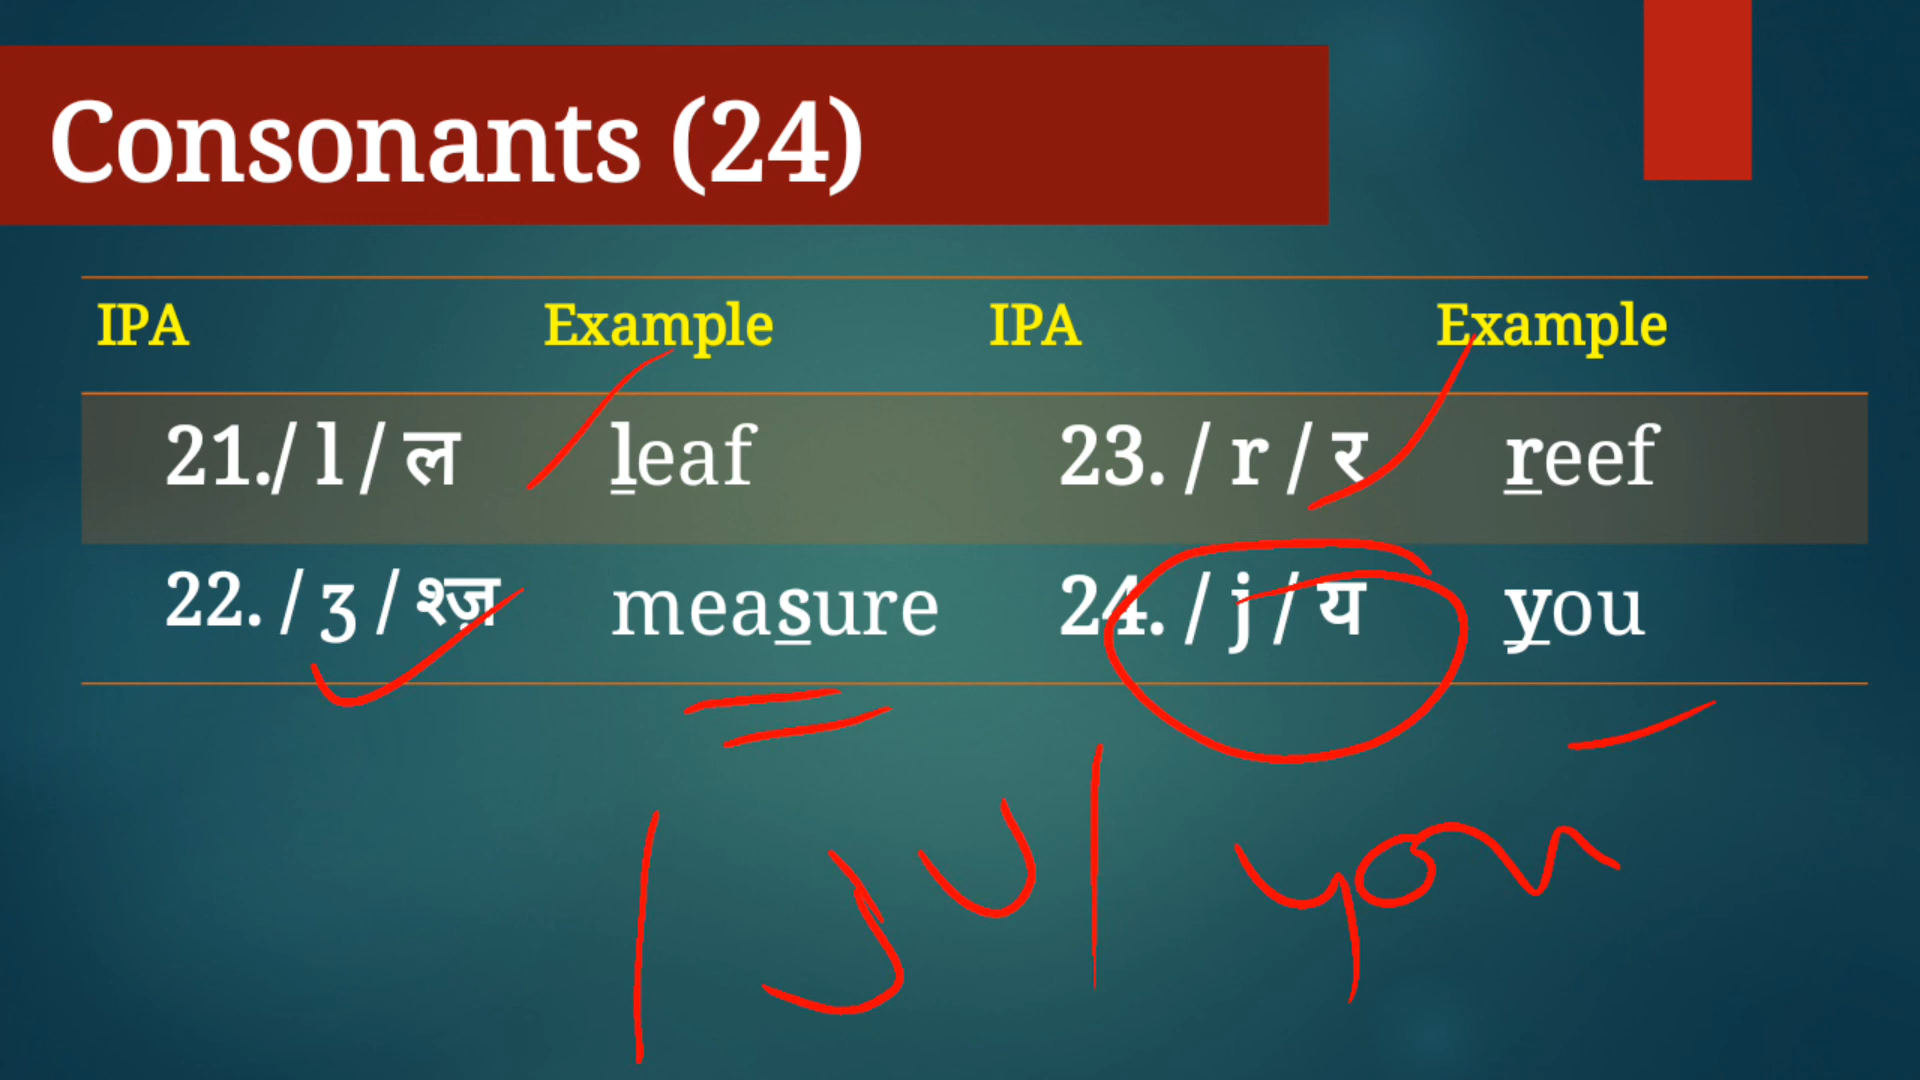 Consonants (24)
IPA Example IPA Example
21./ l / ल leaf 23. / r / र reef
22. / ʒ / श्ज़ measure 24. / j / य you
/ ju / you